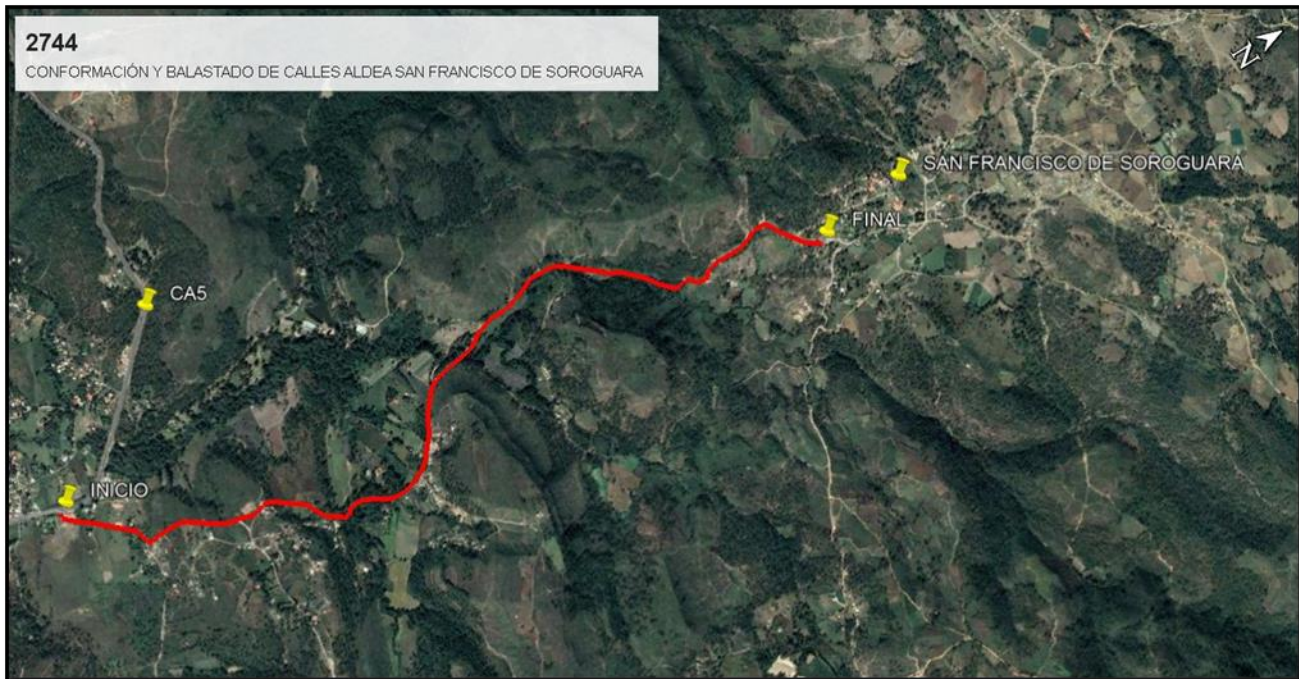 2744
CONFORMACIÓN Y BALASTADO DE CALLES ALDEA SAN FRANCISCO DE SOROGUARA
N
SAN FRANCISCO DE SOROGUARA
FINAL
CA5
INICIO